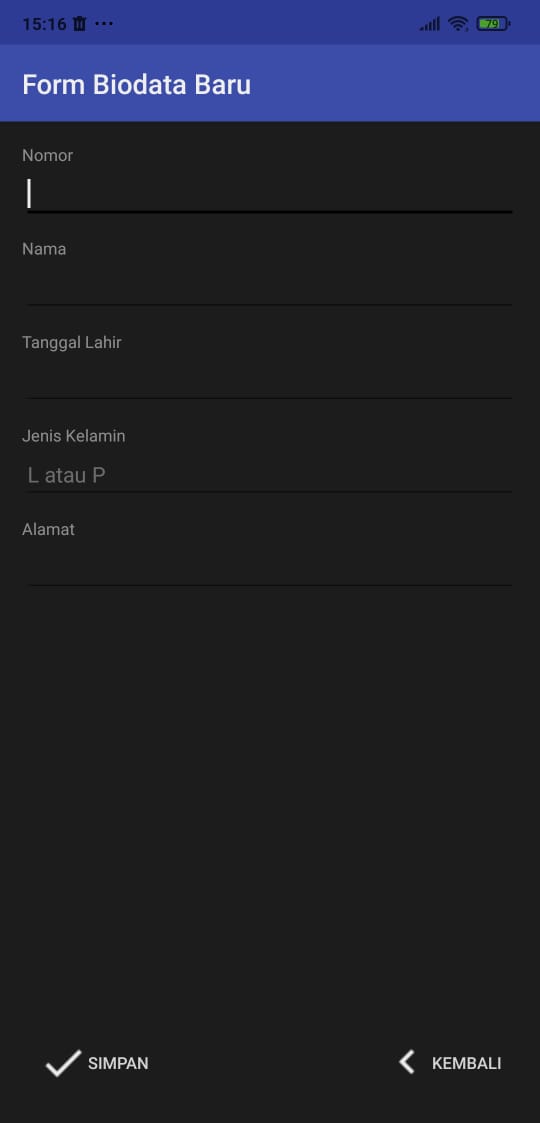 15:16 ...
79
Form Biodata Baru
Nomor
Nama
Tanggal Lahir
Jenis Kelamin
L atau P
Alamat
SIMPAN
KEMBALI